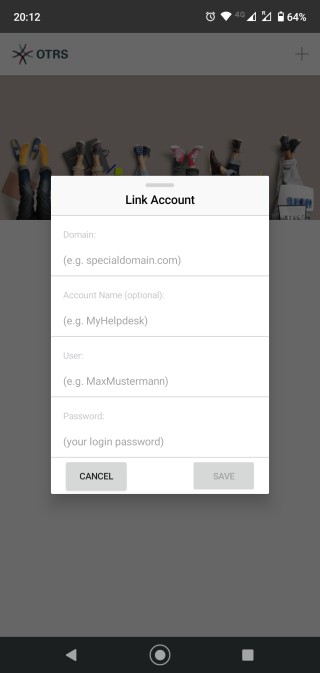 20:12
4G
R
64%
OTRS
Link Account
Domain:
(e.g. specialdomain.com)
Account Name (optional):
(e.g. MyHelpdesk)
User:
(e.g. MaxMustermann)
Password:
(your login password)
CANCEL
SAVE